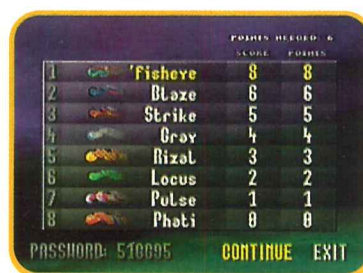 POINTS NEEDED: 6
SCORE POINTS
1 'fisheye 8 8
2 Blaze 6 6
3 Strike 5 5
4 Gray 4 4
5 Rizal 3 3
6 Locus 2 2
7 Pulse 1 1
8 Phati 0 0
PASSWORD: 510095
CONTINUE EXIT